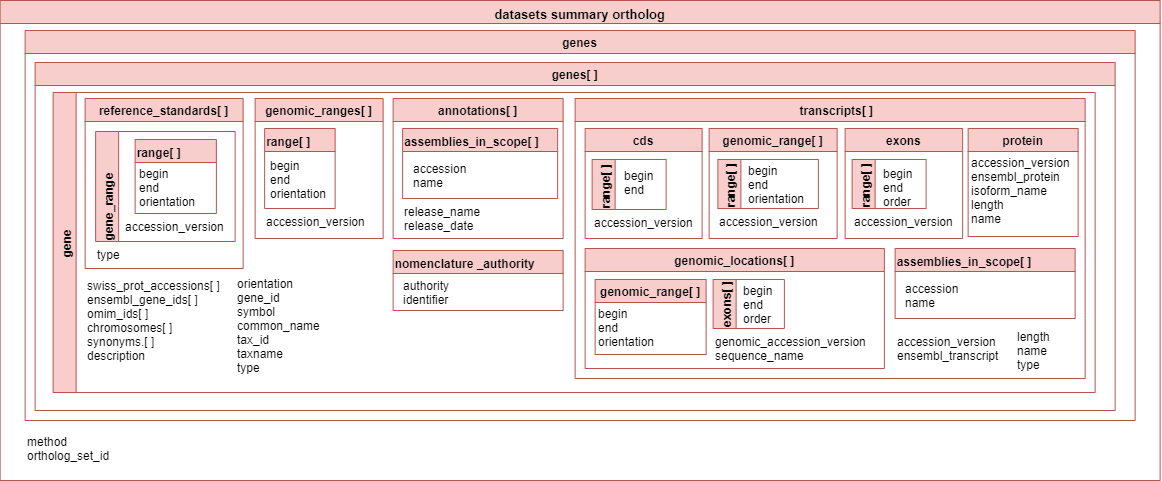 datasets summary ortholog
genes
genes[ ]
gene
reference_standards[ ]
gene_range
range[ ]
begin
end
orientation
accession_version
type
genomic_ranges[ ]
range[ ]
begin
end
orientation
accession_version
annotations[ ]
assemblies_in_scope[ ]
accession
name
release_name
release_date
nomenclature _authority
authority
identifier
swiss_prot_accessions[ ]
ensembl_gene_ids[ ]
omim_ids[ ]
chromosomes[ ]
synonyms.[ ]
description
orientation
gene_id
symbol
common_name
tax_id
taxname
type
transcripts[ ]
cds
range[ ]
begin
end
accession_version
genomic_range[ ]
range[ ]
begin
end
orientation
accession_version
exons
range[ ]
begin
end
order
accession_version
protein
accession_version
ensembl_protein
isoform_name
length
name
genomic_locations[ ]
genomic_range[ ]
begin
end
orientation
exons[ ]
begin
end
order
genomic_accession_version
sequence_name
assemblies_in_scope[ ]
accession
name
accession_version
ensembl_transcript
length
name
type
method
ortholog_set_id